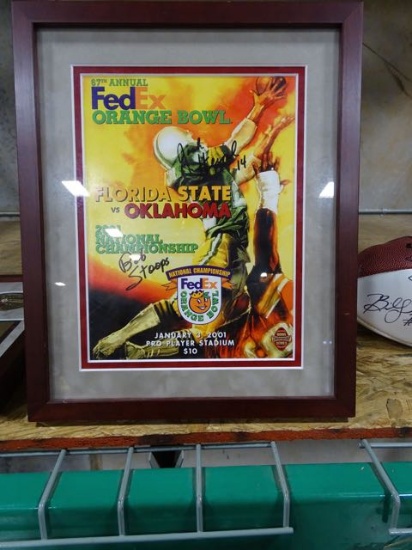 67TH ANNUAL
FedEx
ORANGE BOWL
FLORIDA STATE
VS OKLAHOMA
NATIONAL
CHAMPIONSHIP
Bob
Stoops
NATIONAL CHAMPIONSHIP
FedEx
ORANGE BOWL
JANUARY 3, 2001
PRO PLAYER STADIUM
$10